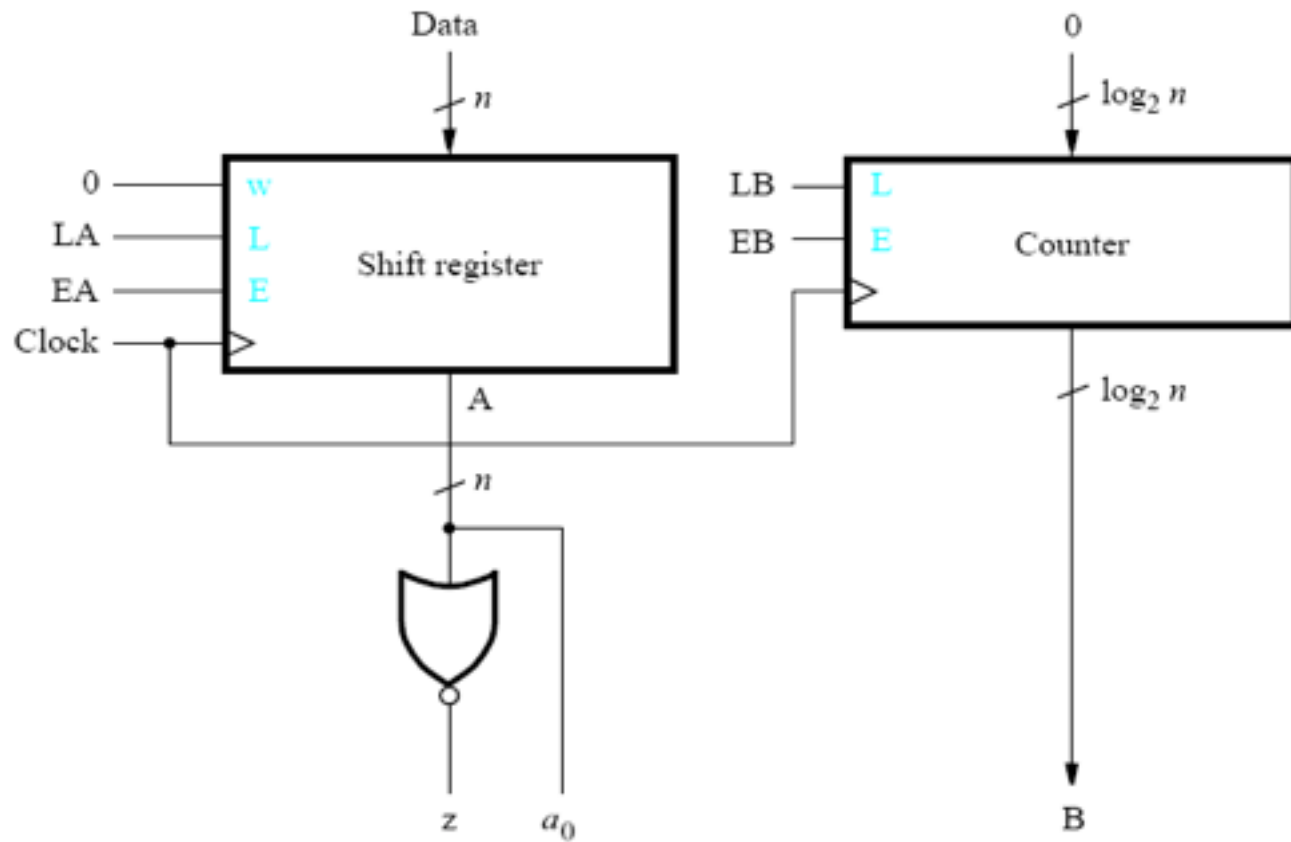 Data
0
n
log₂ n
0
w
LA
L
EA
E
Clock
Shift register
LB
L
EB
E
Counter
A
log₂ n
n
z
a₀
B